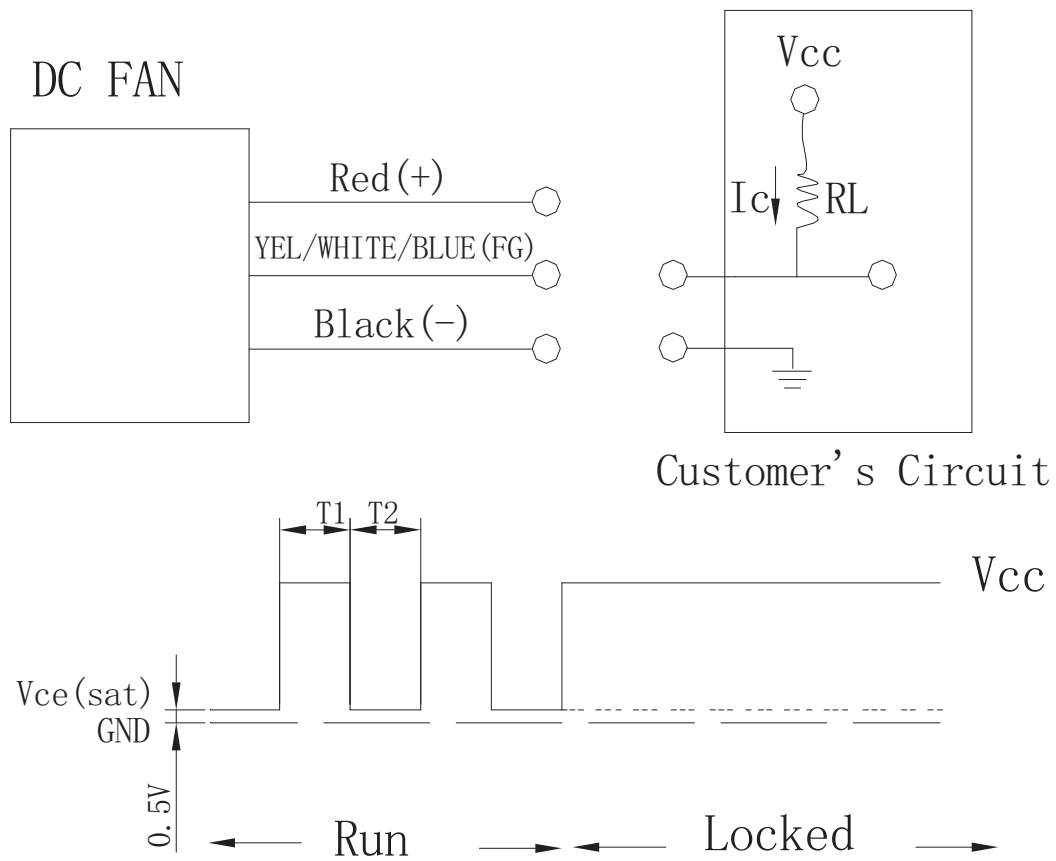 DC FAN
Vcc
Red(+)
Ic
RL
YEL/WHITE/BLUE(FG)
Black(-)
Customer's Circuit
T1
T2
Vcc
Vce(sat)
GND
0.5V
Run
Locked